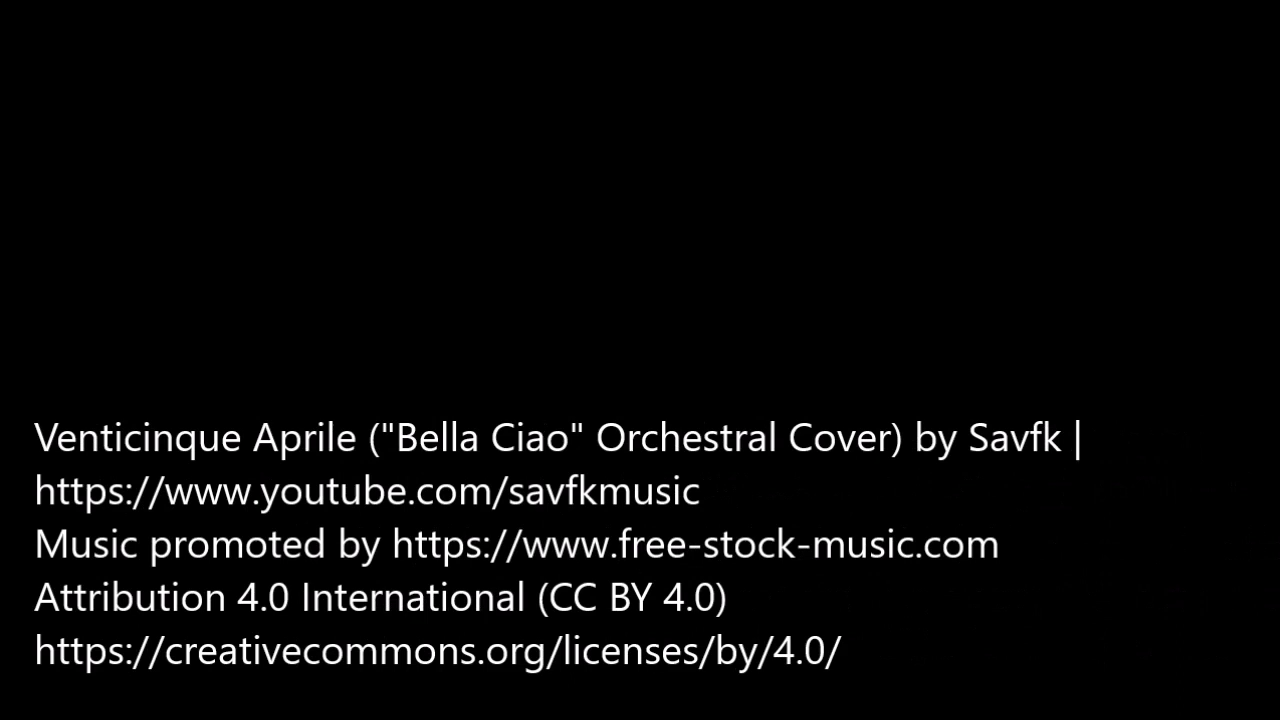 Venticinque Aprile ("Bella Ciao" Orchestral Cover) by Savfk |
https://www.youtube.com/savfkmusic
Music promoted by https://www.free-stock-music.com
Attribution 4.0 International (CC BY 4.0)
https://creativecommons.org/licenses/by/4.0/